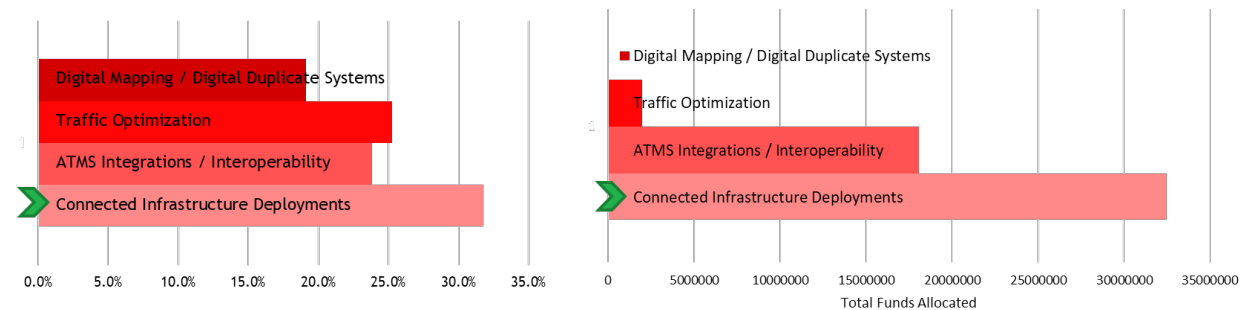 Digital Mapping / Digital Duplicate Systems
Traffic Optimization
ATMS Integrations / Interoperability
Connected Infrastructure Deployments
0.0% 5.0% 10.0% 15.0% 20.0% 25.0% 30.0% 35.0%
Digital Mapping / Digital Duplicate Systems
Traffic Optimization
ATMS Integrations / Interoperability
Connected Infrastructure Deployments
0 5000000 10000000 15000000 20000000 25000000 30000000 35000000
Total Funds Allocated